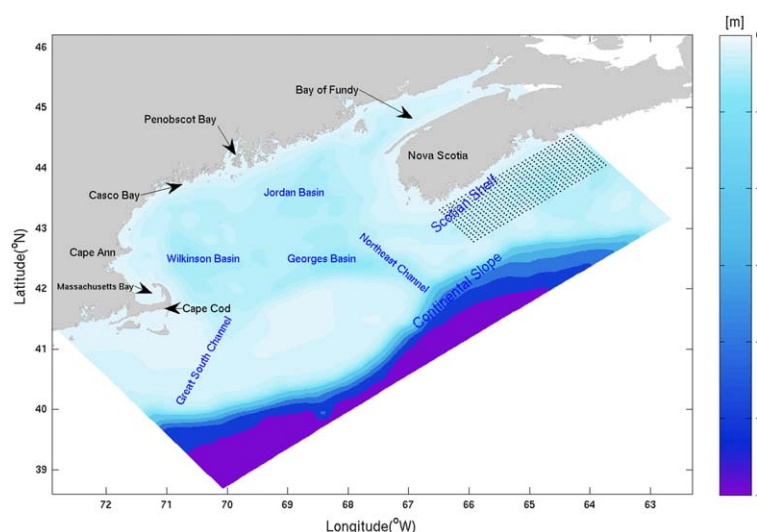 [m]
46
45
44
43
42
41
40
39
Latitude(°N)
Bay of Fundy
Penobscot Bay
Nova Scotia
Casco Bay
Jordan Basin
Scotian Shelf
Cape Ann
Wilkinson Basin
Georges Basin
Northeast Channel
Massachusetts Bay
Cape Cod
Continental Slope
Great South Channel
72 71 70 69 68 67 66 65 64 63
Longitude(°W)